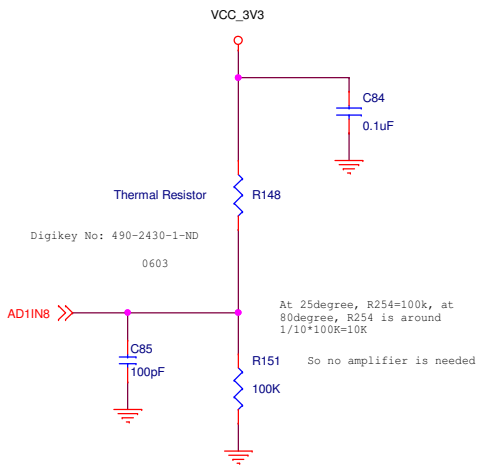 VCC_3V3
C84
0.1uF
Thermal Resistor
R148
Digikey No: 490-2430-1-ND
0603
AD1IN8
At 25degree, R254=100k, at
80degree, R254 is around
1/10*100K=10K
C85
100pF
R151
100K
So no amplifier is needed